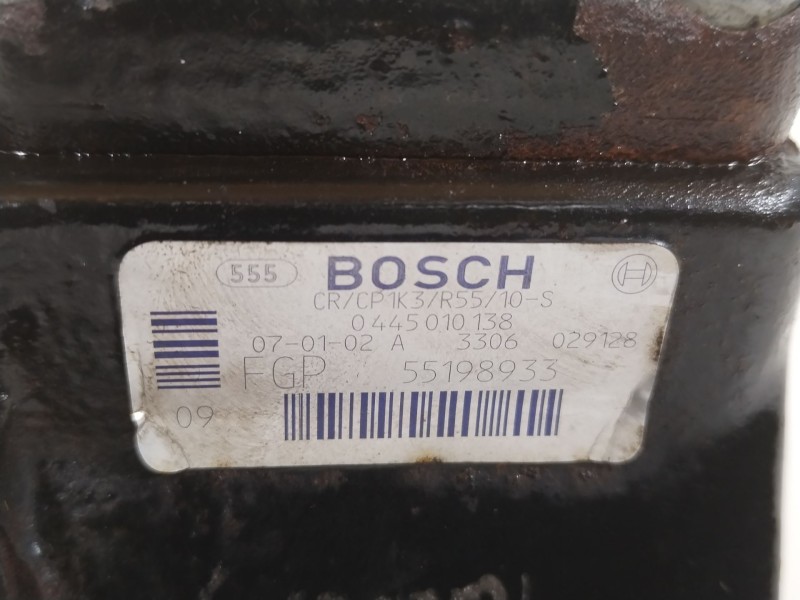 555 BOSCH
CR/CP1K3/R55/10-S
0 445 010 138
07-01-02 A 3306 029128
FGP 55198933
09